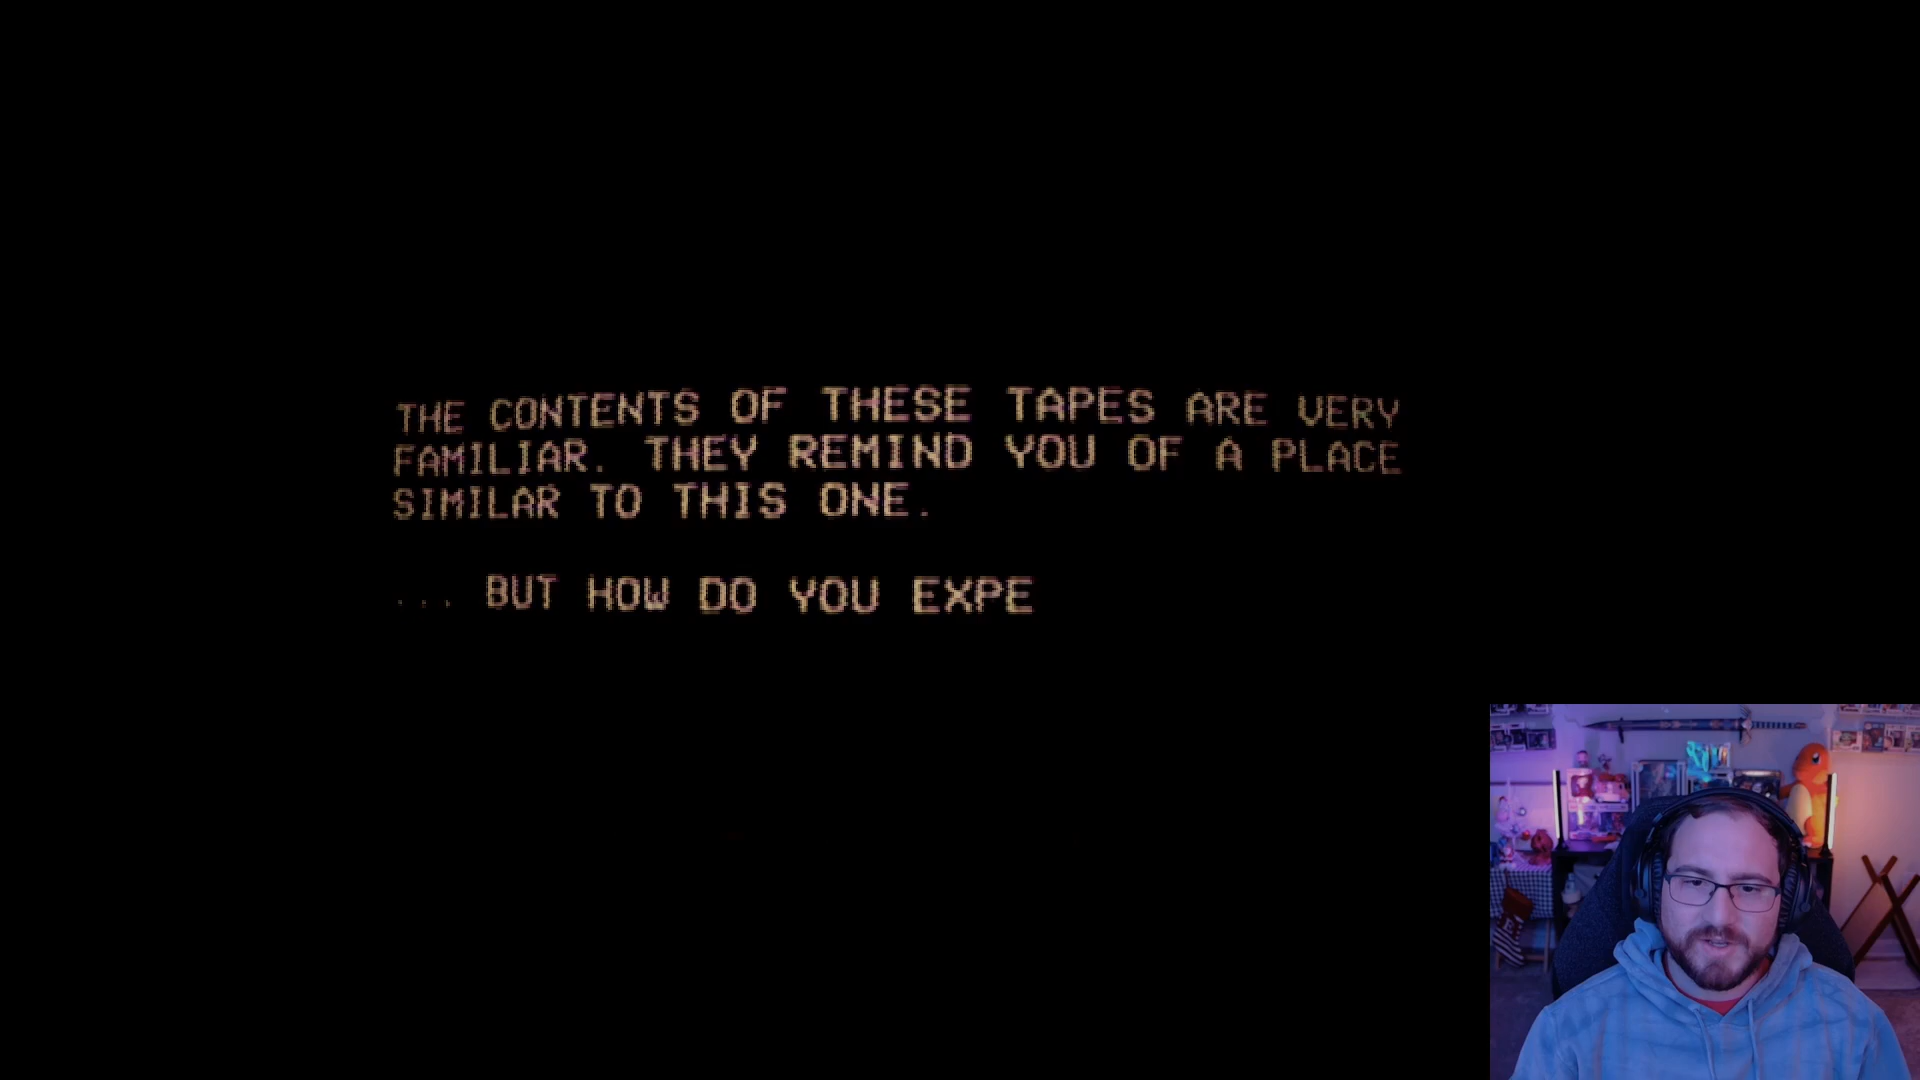 THE CONTENTS OF THESE TAPES ARE VERY
FAMILIAR. THEY REMIND YOU OF A PLACE
SIMILAR TO THIS ONE.
... BUT HOW DO YOU EXPE